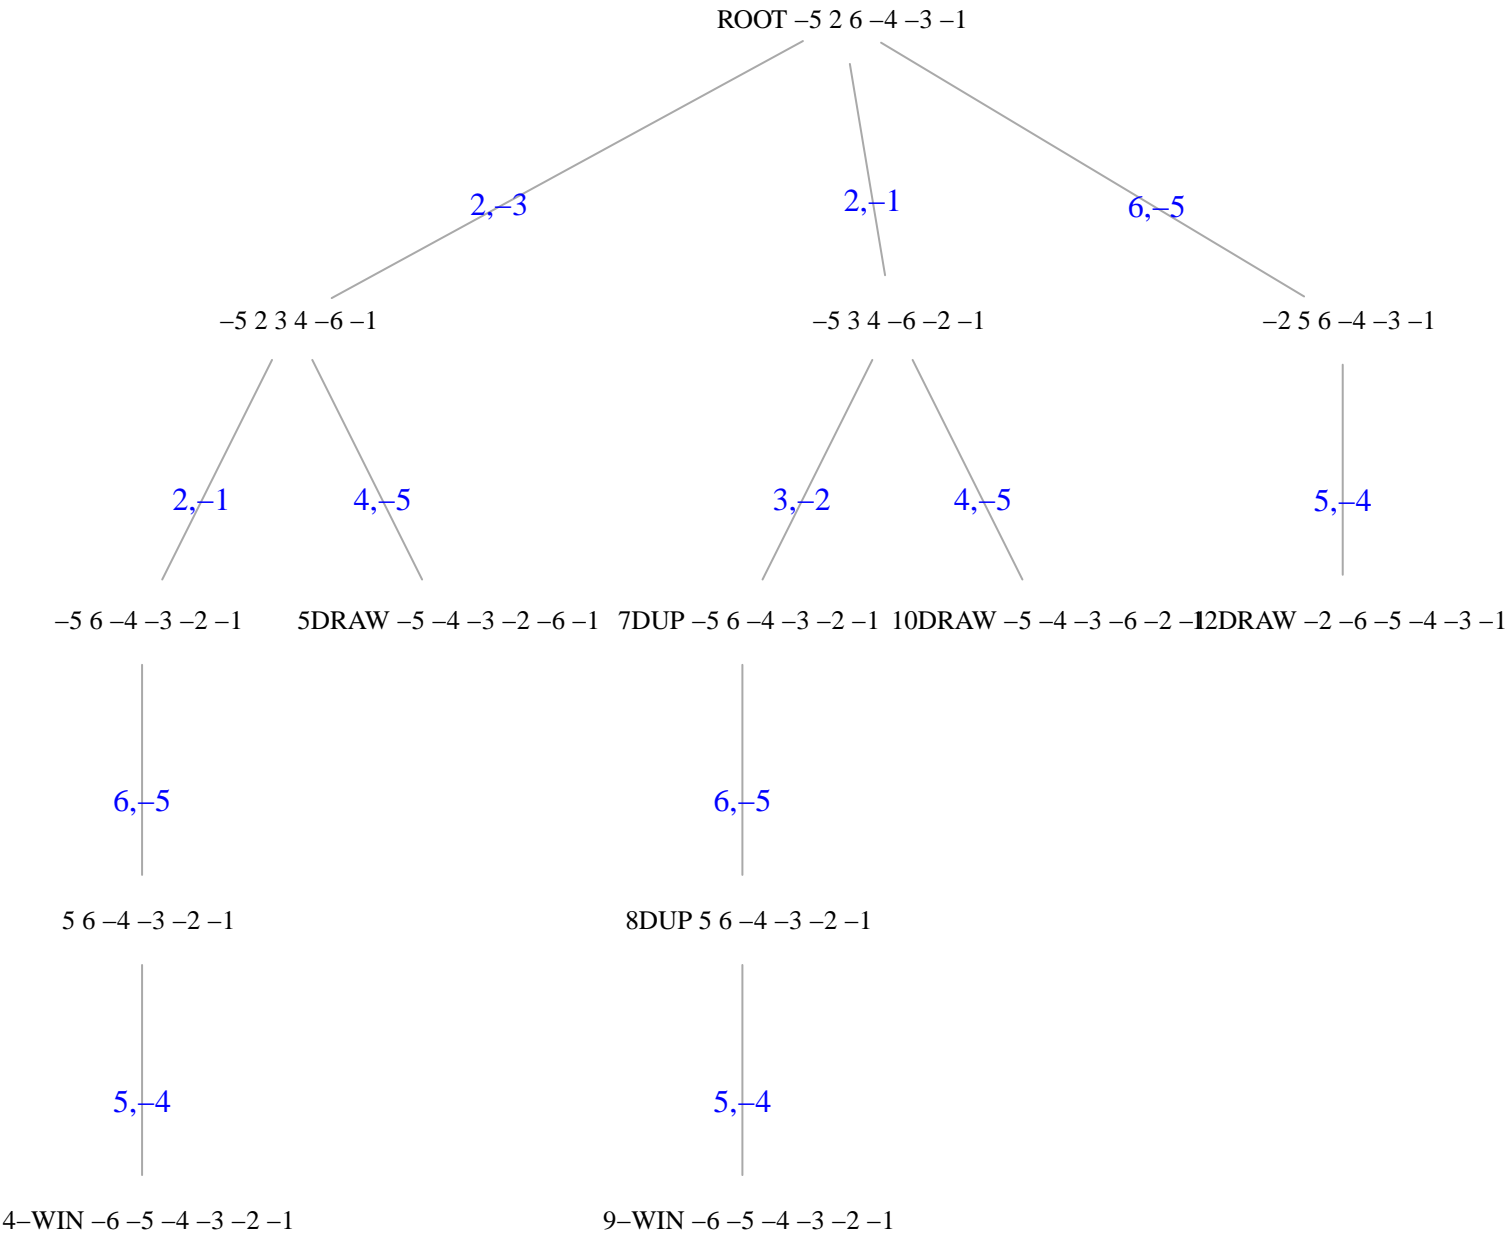 ROOT –5 2 6 –4 –3 –1
2,–3
2,–1
6,–5
–5 2 3 4 –6 –1
–5 3 4 –6 –2 –1
–2 5 6 –4 –3 –1
2,–1
4,–5
3,–2
4,–5
5,–4
–5 6 –4 –3 –2 –1
5DRAW –5 –4 –3 –2 –6 –1
7DUP –5 6 –4 –3 –2 –1
10DRAW –5 –4 –3 –6 –2 –1
12DRAW –2 –6 –5 –4 –3 –1
6,–5
6,–5
5 6 –4 –3 –2 –1
8DUP 5 6 –4 –3 –2 –1
5,–4
5,–4
4–WIN –6 –5 –4 –3 –2 –1
9–WIN –6 –5 –4 –3 –2 –1